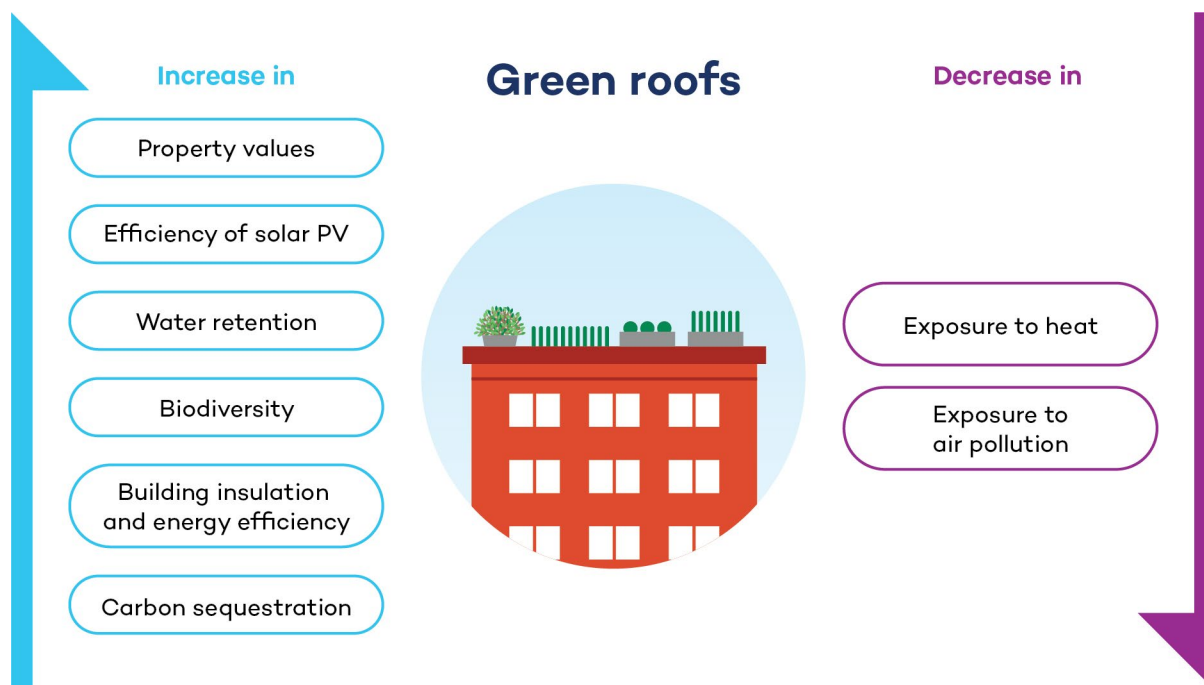 Green roofs
Increase in
Property values
Efficiency of solar PV
Water retention
Biodiversity
Building insulation
and energy efficiency
Carbon sequestration
Decrease in
Exposure to heat
Exposure to
air pollution